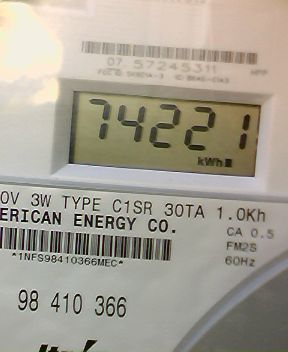 07 57245311
74221
kWh
0V 3W TYPE C1SR 30TA 1.0Kh
ERICAN ENERGY CO.
CA 0.5
FM2S
60Hz
*1NFS98410366MEC*
98 410 366